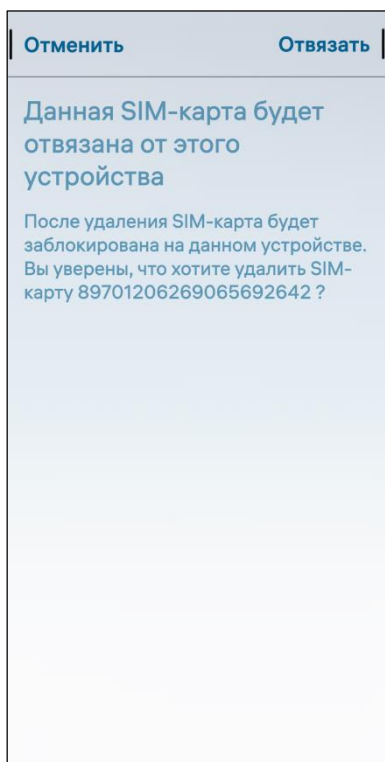 Отменить
Отвязать
Данная SIM-карта будет
отвязана от этого
устройства
После удаления SIM-карта будет
заблокирована на данном устройстве.
Вы уверены, что хотите удалить SIM-
карту 89701206269065692642 ?